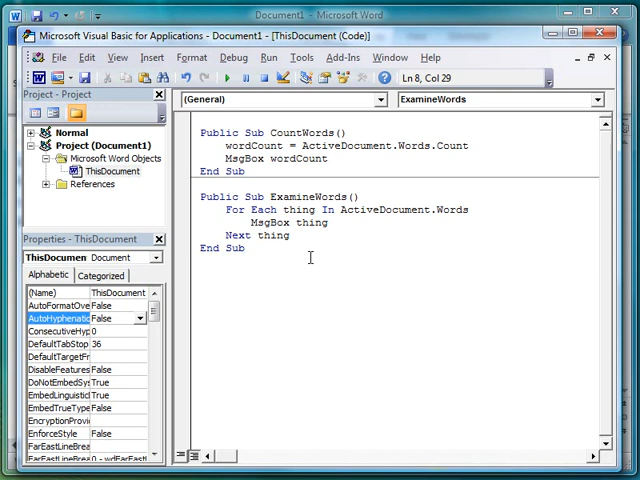 Document1 - Microsoft Word
Microsoft Visual Basic for Applications - Document1 - [ThisDocument (Code)]
File Edit View Insert Format Debug Run Tools Add-Ins Window Help
Ln 8, Col 29
Project - Project
(General) ExamineWords
Normal
Project (Document1)
Microsoft Word Objects
ThisDocument
References
Public Sub CountWords()
wordCount = ActiveDocument.Words.Count
MsgBox wordCount
End Sub
Public Sub ExamineWords()
For Each thing In ActiveDocument.Words
MsgBox thing
Next thing
End Sub
Properties - ThisDocument
ThisDocumen Document
Alphabetic Categorized
(Name) ThisDocument
AutoFormatOve False
AutoHyphenatic False
ConsecutiveHyp 0
DefaultTabStop 36
DefaultTargetFr
DisableFeatures False
DoNotEmbedSys True
EmbedLinguistic True
EmbedTrueType False
EncryptionProvi
EnforceStyle False
FarEastLineBrea
FarEastLineBrea 0 - wdFarEast